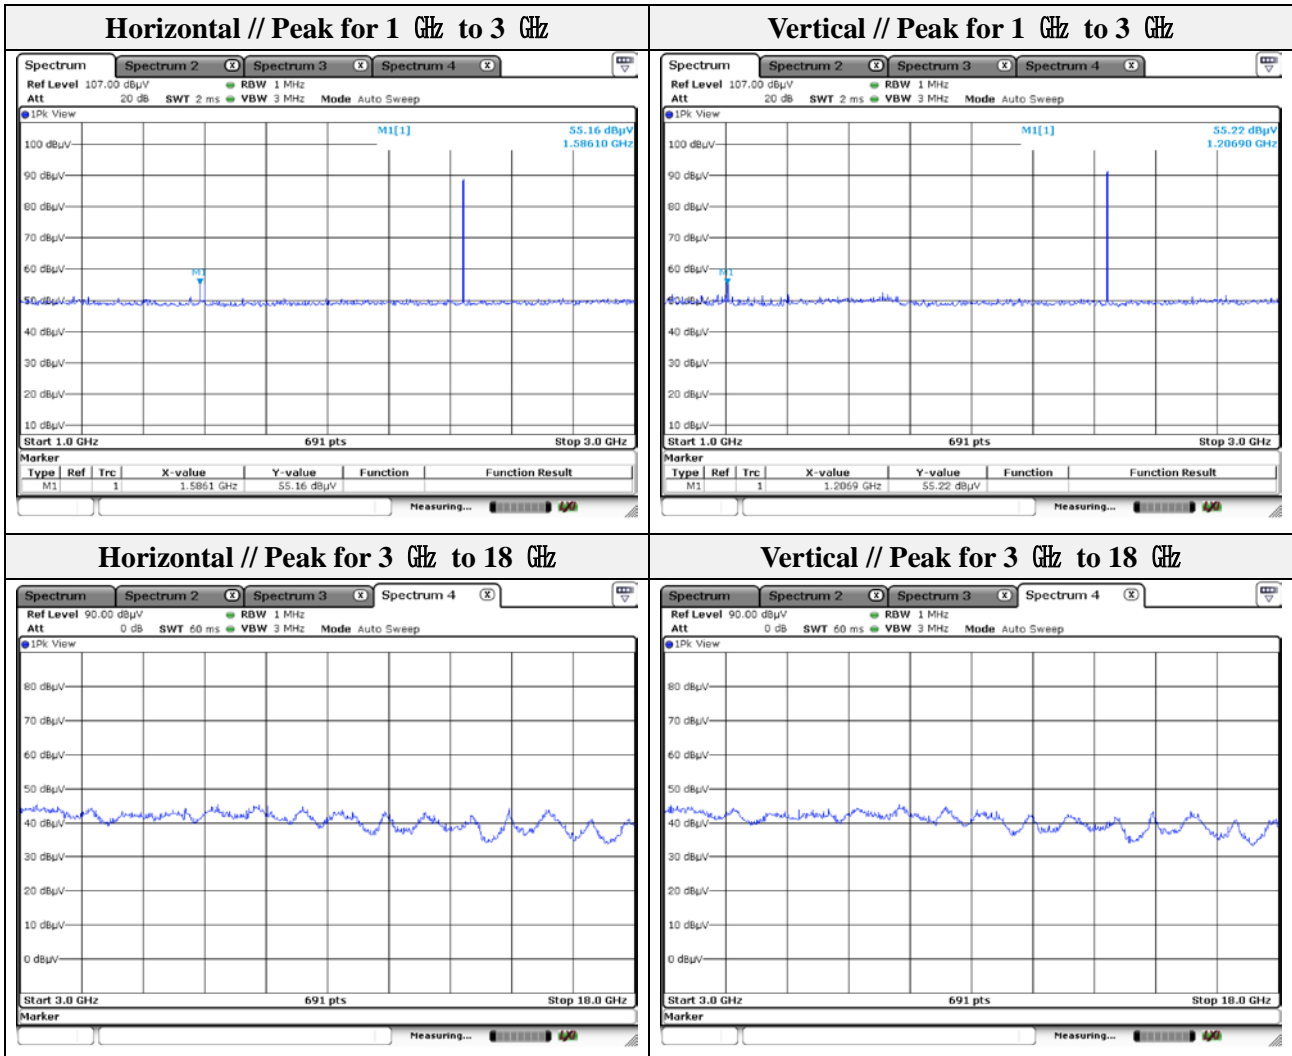 Horizontal // Peak for 1 ㎓ to 3 ㎓
Vertical // Peak for 1 ㎓ to 3 ㎓
Spectrum Spectrum 2 X Spectrum 3 X Spectrum 4 X
Ref Level 107.00 dBµV RBW 1 MHz
Att 20 dB SWT 2 ms VBW 3 MHz Mode Auto Sweep
1Pk View
M1[1] 55.16 dBµV
1.58610 GHz
100 dBµV
90 dBµV
80 dBµV
70 dBµV
60 dBµV
M1
50 dBµV
40 dBµV
30 dBµV
20 dBµV
10 dBµV
Start 1.0 GHz 691 pts Stop 3.0 GHz
Marker
Type Ref Trc X-value Y-value Function Function Result
M1 1 1.5861 GHz 55.16 dBµV
Measuring...
Spectrum Spectrum 2 X Spectrum 3 X Spectrum 4 X
Ref Level 107.00 dBµV RBW 1 MHz
Att 20 dB SWT 2 ms VBW 3 MHz Mode Auto Sweep
1Pk View
M1[1] 55.22 dBµV
1.20690 GHz
100 dBµV
90 dBµV
80 dBµV
70 dBµV
60 dBµV
M1
50 dBµV
40 dBµV
30 dBµV
20 dBµV
10 dBµV
Start 1.0 GHz 691 pts Stop 3.0 GHz
Marker
Type Ref Trc X-value Y-value Function Function Result
M1 1 1.2069 GHz 55.22 dBµV
Measuring...
Horizontal // Peak for 3 ㎓ to 18 ㎓
Vertical // Peak for 3 ㎓ to 18 ㎓
Spectrum Spectrum 2 X Spectrum 3 X Spectrum 4 X
Ref Level 90.00 dBµV RBW 1 MHz
Att 0 dB SWT 60 ms VBW 3 MHz Mode Auto Sweep
1Pk View
80 dBµV
70 dBµV
60 dBµV
50 dBµV
40 dBµV
30 dBµV
20 dBµV
10 dBµV
0 dBµV
Start 3.0 GHz 691 pts Stop 18.0 GHz
Marker
Measuring...
Spectrum Spectrum 2 X Spectrum 3 X Spectrum 4 X
Ref Level 90.00 dBµV RBW 1 MHz
Att 0 dB SWT 60 ms VBW 3 MHz Mode Auto Sweep
1Pk View
80 dBµV
70 dBµV
60 dBµV
50 dBµV
40 dBµV
30 dBµV
20 dBµV
10 dBµV
0 dBµV
Start 3.0 GHz 691 pts Stop 18.0 GHz
Marker
Measuring...